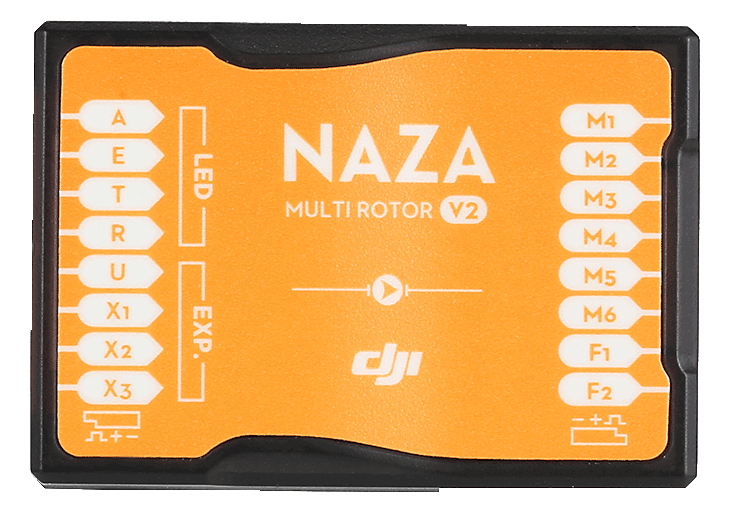 A
E
T
R
U
X1
X2
X3
LED
EXP.
NAZA
MULTI ROTOR V2
dji
M1
M2
M3
M4
M5
M6
F1
F2
+ -
- +